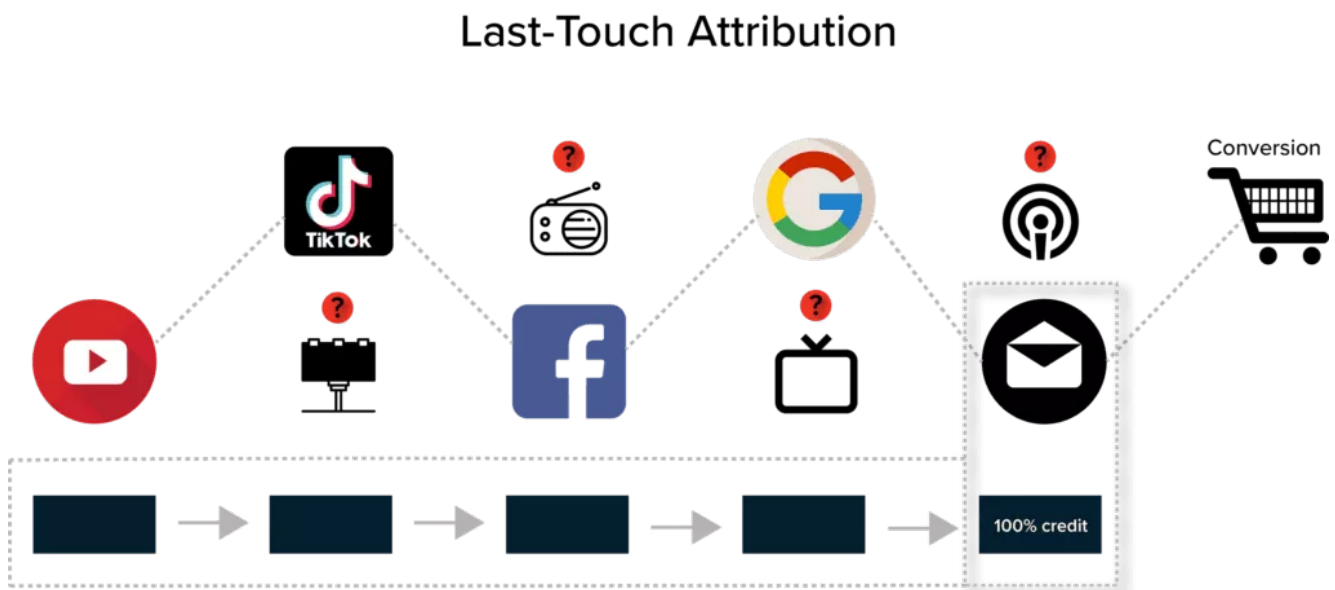 Last-Touch Attribution
Conversion
?
?
TikTok
?
?
100% credit